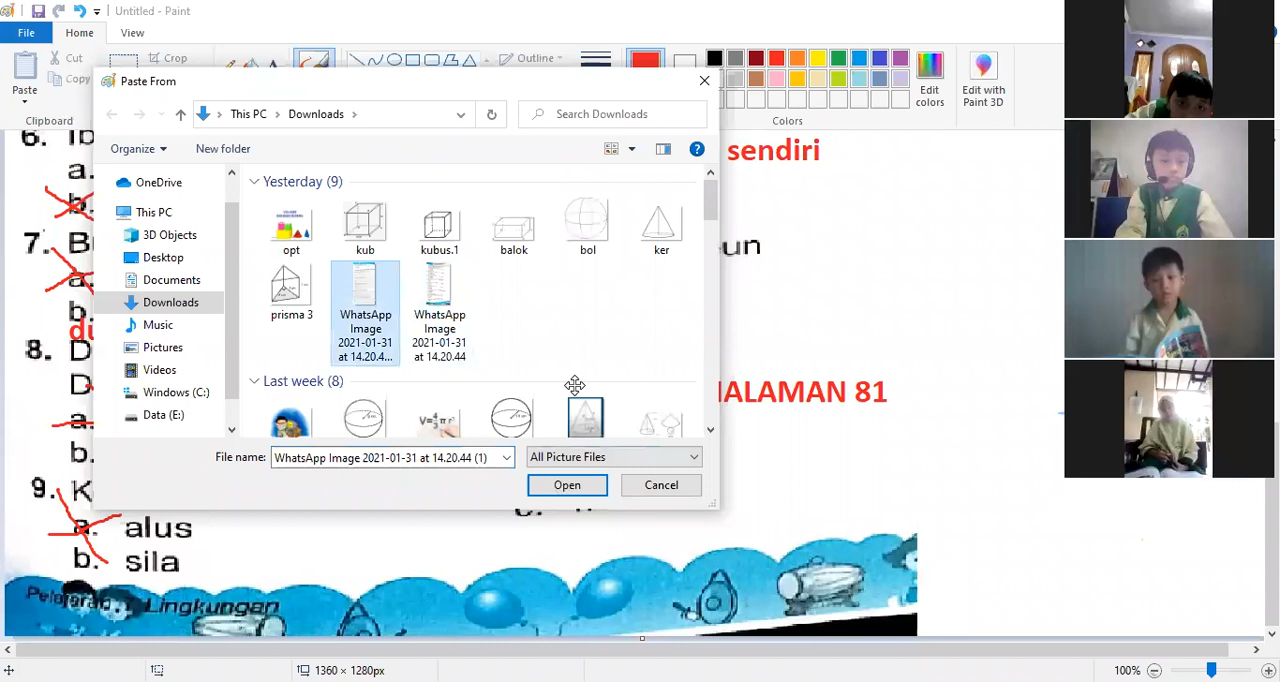 Untitled - Paint
File
Home
View
Paste
Cut
Copy
Clipboard
Crop
Outline
Edit
colors
Edit with
Paint 3D
Colors
Paste From
This PC
Downloads
Search Downloads
Organize
New folder
OneDrive
This PC
3D Objects
Desktop
Documents
Downloads
Music
Pictures
Videos
Windows (C:)
Data (E:)
Yesterday (9)
opt
kub
kubus.1
balok
bol
ker
prisma 3
WhatsApp
Image
2021-01-31
at 14.20.4...
WhatsApp
Image
2021-01-31
at 14.20.44
Last week (8)
File name:
WhatsApp Image 2021-01-31 at 14.20.44 (1)
All Picture Files
Open
Cancel
6.
a.
b.
sendiri
7.
a.
b.
8. D
D
a.
b.
HALAMAN 81
9. K
a. alus
b. sila
Pelajaran 7 Lingkungan
1360 × 1280px
100%